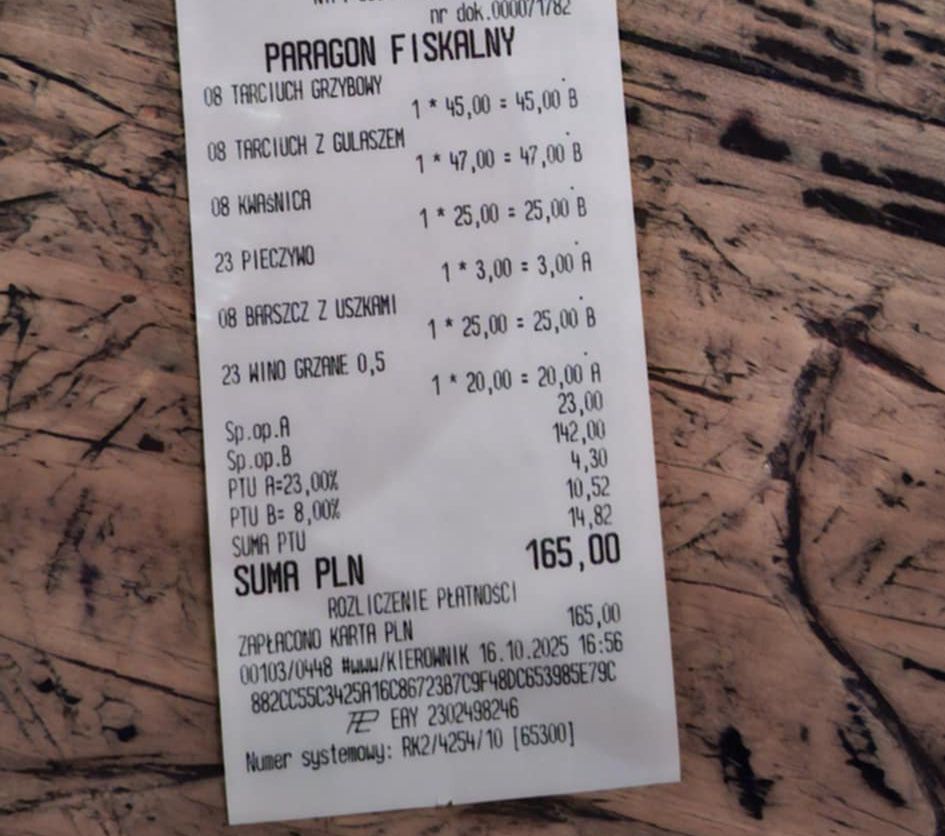 nr dok.000071782
PARAGON FISKALNY
08 TARCIUCH GRZYBOWY
1 * 45,00 = 45,00 B
08 TARCIUCH Z GULASZEM
1 * 47,00 = 47,00 B
08 KWAśNICA
1 * 25,00 = 25,00 B
23 PIECZYWO
1 * 3,00 = 3,00 A
08 BARSZCZ Z USZKAMI
1 * 25,00 = 25,00 B
23 WINO GRZANE 0,5
1 * 20,00 = 20,00 A
Sp.op.A 23,00
Sp.op.B 142,00
PTU A=23,00% 4,30
PTU B= 8,00% 10,52
SUMA PTU 14,82
SUMA PLN 165,00
ROZLICZENIE PŁATNOŚCI
ZAPŁACONO KARTA PLN 165,00
00103/0448 #www/KIEROWNIK 16.10.2025 16:56
882CC55C3425A16C8672387C9F48DC653985E79C
EAY 2302498246
Numer systemowy: RK2/4254/10 [65300]